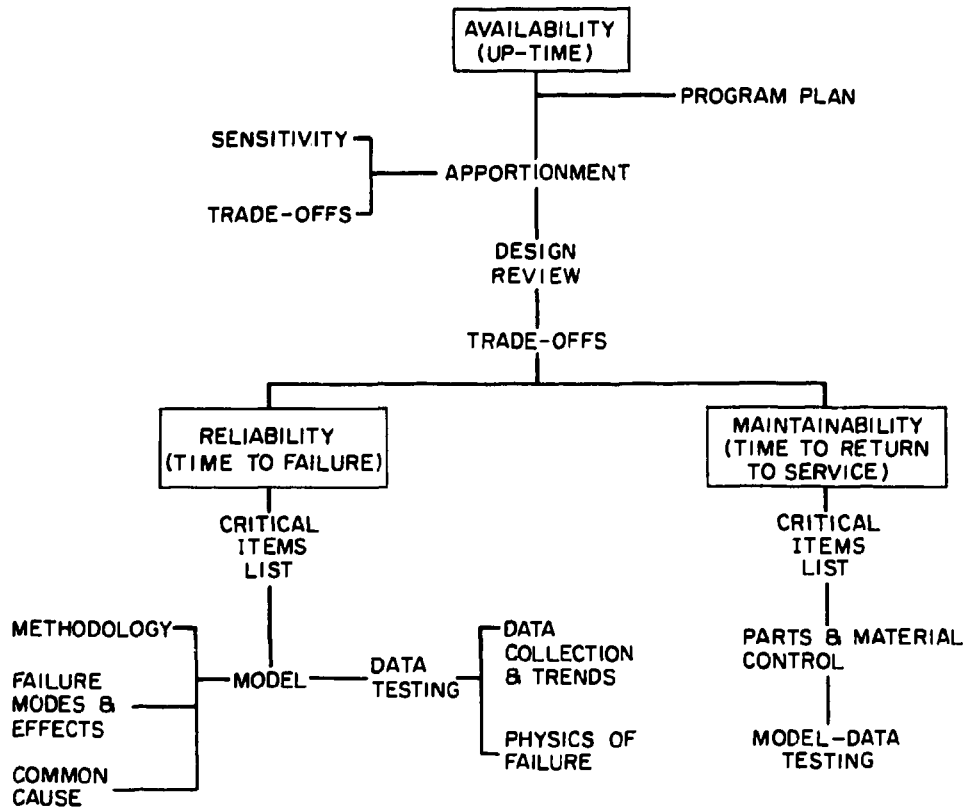 AVAILABILITY
(UP-TIME)
PROGRAM PLAN
SENSITIVITY
APPORTIONMENT
TRADE-OFFS
DESIGN
REVIEW
TRADE-OFFS
RELIABILITY
(TIME TO FAILURE)
MAINTAINABILITY
(TIME TO RETURN
TO SERVICE)
CRITICAL
ITEMS
LIST
CRITICAL
ITEMS
LIST
METHODOLOGY
FAILURE
MODES &
EFFECTS
COMMON
CAUSE
MODEL
DATA
TESTING
DATA
COLLECTION
& TRENDS
PHYSICS OF
FAILURE
PARTS & MATERIAL
CONTROL
MODEL-DATA
TESTING